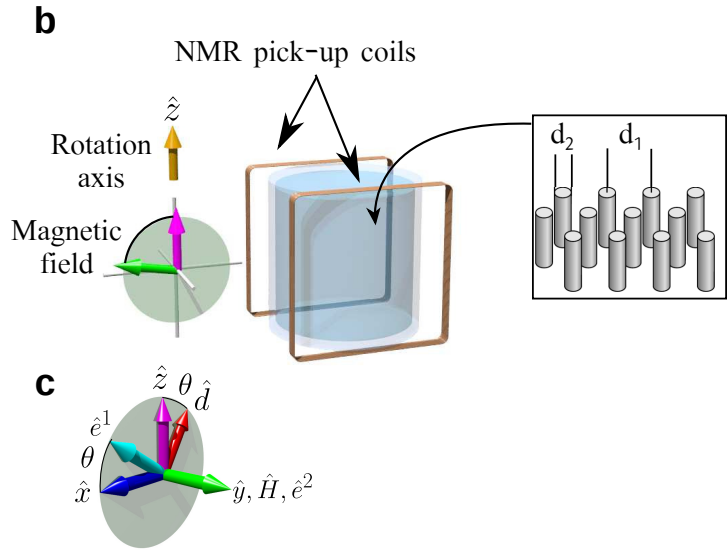 b
NMR pick-up coils
ẑ
Rotation
axis
Magnetic
field
d₂
d₁
c
ẑ
θ
d̂
ê¹
θ
x̂
ŷ, Ĥ, ê²